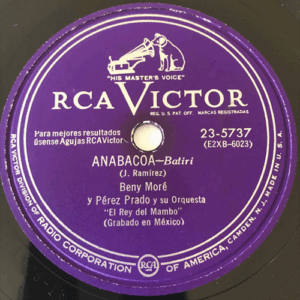 "HIS MASTER'S VOICE"
RCA VICTOR
REG. U. S. PAT. OFF. MARCAS REGISTRADAS
Para mejores resultados
úsense Agujas RCA Victor
23-5737
(E2XB-6023)
ANABACOA—Batiri
(J. Ramírez)
Beny Moré
y Pérez Prado y su Orquesta
"El Rey del Mambo"
(Grabado en México)
RCA VICTOR DIVISION OF RADIO CORPORATION OF AMERICA, CAMDEN, N. J. MADE IN U. S. A.
RCA